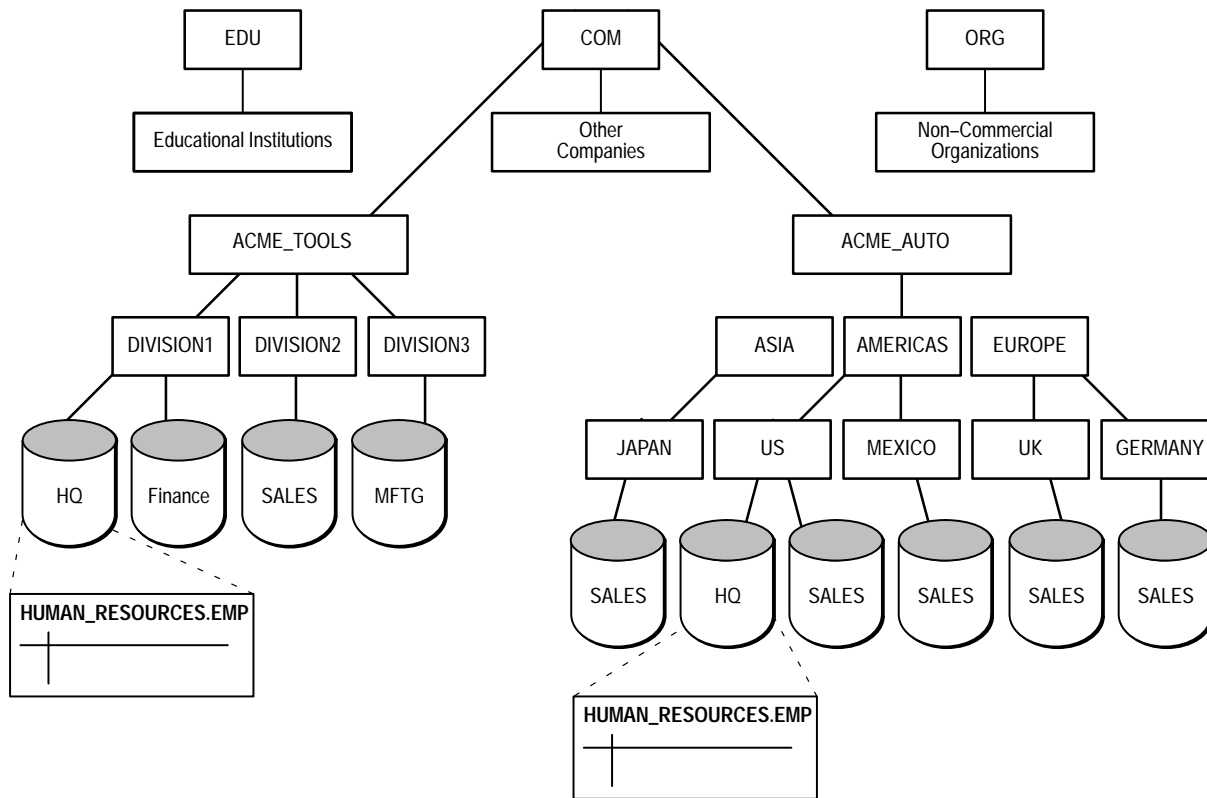 EDU
COM
ORG
Educational Institutions
Other
Companies
Non–Commercial
Organizations
ACME_TOOLS
ACME_AUTO
DIVISION1
DIVISION2
DIVISION3
ASIA
AMERICAS
EUROPE
JAPAN
US
MEXICO
UK
GERMANY
HQ
Finance
SALES
MFTG
SALES
HQ
SALES
SALES
SALES
SALES
HUMAN_RESOURCES.EMP
HUMAN_RESOURCES.EMP